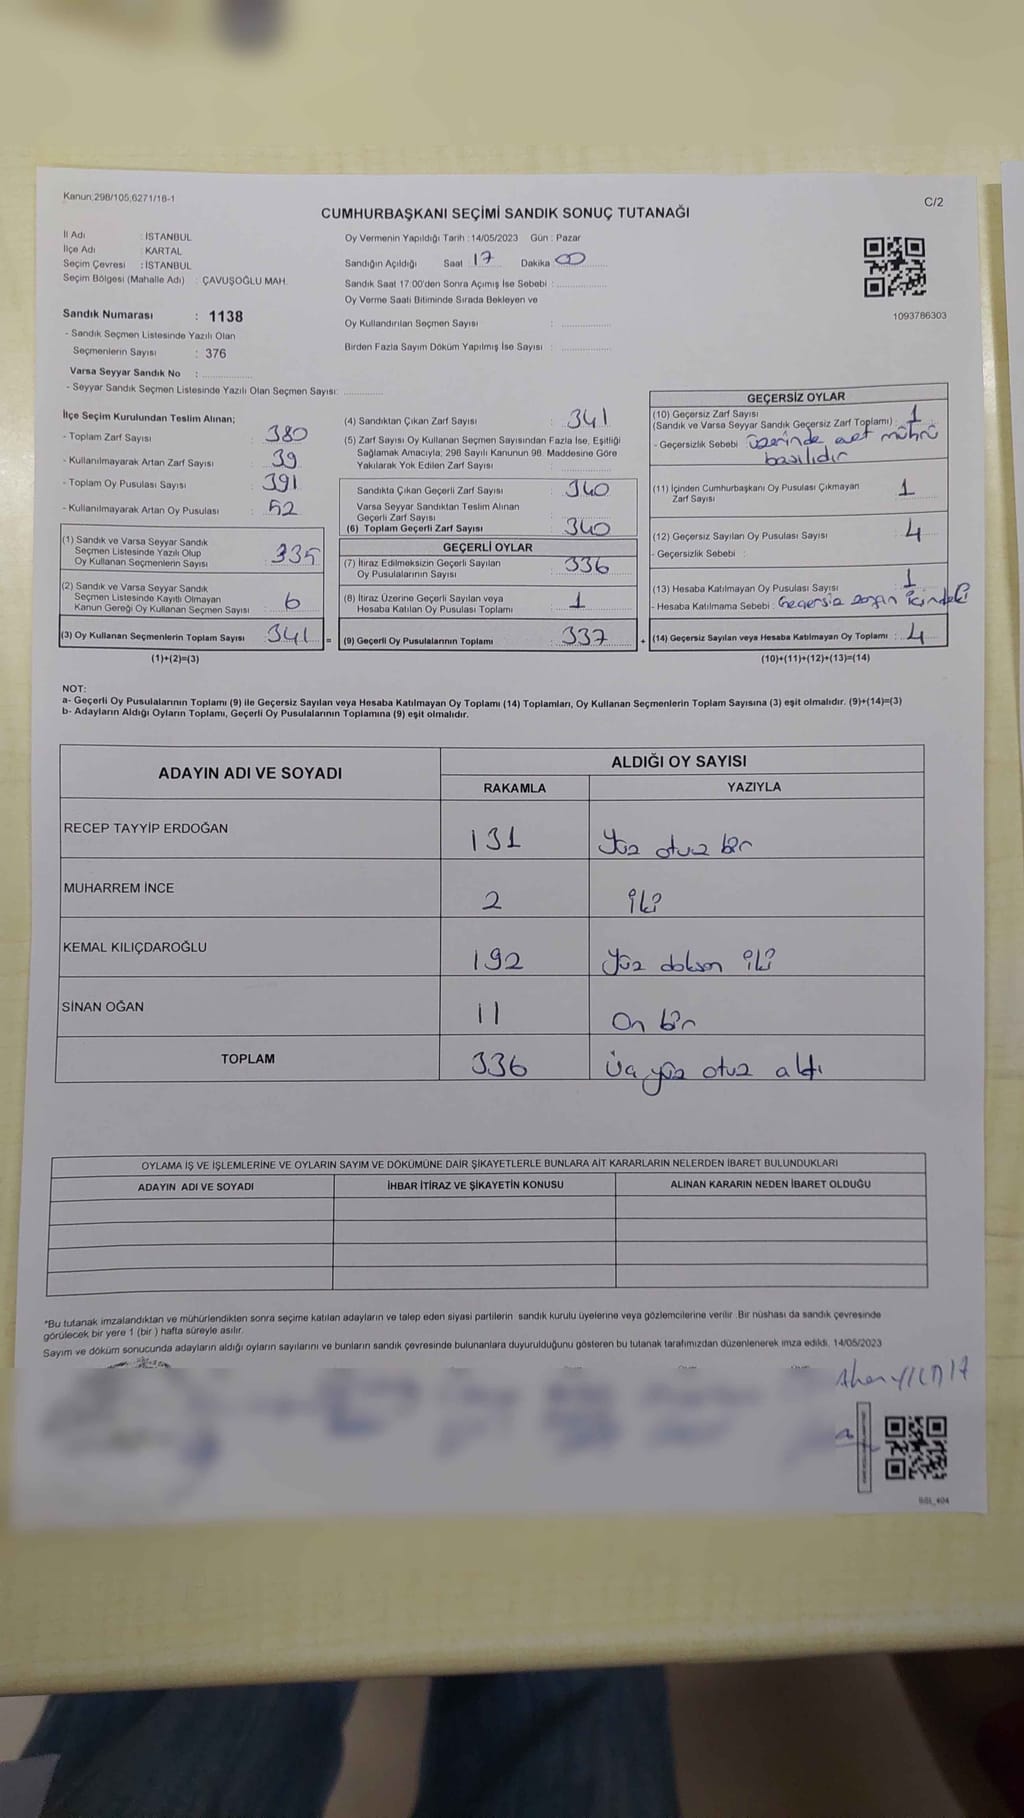 Kanun;298/105;6271/16-1
C/2
CUMHURBAŞKANI SEÇİMİ SANDIK SONUÇ TUTANAĞI
İl Adı : İSTANBUL
İlçe Adı : KARTAL
Seçim Çevresi : İSTANBUL
Seçim Bölgesi (Mahalle Adı) : ÇAVUŞOĞLU MAH.
Sandık Numarası : 1138
- Sandık Seçmen Listesinde Yazılı Olan
Seçmenlerin Sayısı : 376
Varsa Seyyar Sandık No :
- Seyyar Sandık Seçmen Listesinde Yazılı Olan Seçmen Sayısı:
Oy Vermenin Yapıldığı Tarih :14/05/2023 Gün : Pazar
Sandığın Açıldığı Saat 17 Dakika 00
Sandık Saat 17.00'den Sonra Açımış İse Sebebi :
Oy Verme Saati Bitiminde Sırada Bekleyen ve
Oy Kullandırılan Seçmen Sayısı :
Birden Fazla Sayım Döküm Yapılmış İse Sayısı :
1093786303
İlçe Seçim Kurulundan Teslim Alınan;
- Toplam Zarf Sayısı : 380
- Kullanılmayarak Artan Zarf Sayısı : 39
- Toplam Oy Pusulası Sayısı : 391
- Kullanılmayarak Artan Oy Pusulası : 52
(1) Sandık ve Varsa Seyyar Sandık
Seçmen Listesinde Yazılı Olup
Oy Kullanan Seçmenlerin Sayısı : 335
(2) Sandık ve Varsa Seyyar Sandık
Seçmen Listesinde Kayıtlı Olmayan
Kanun Gereği Oy Kullanan Seçmen Sayısı : 6
(3) Oy Kullanan Seçmenlerin Toplam Sayısı : 341 =
(1)+(2)=(3)
(4) Sandıktan Çıkan Zarf Sayısı : 341
(5) Zarf Sayısı Oy Kullanan Seçmen Sayısından Fazla İse, Eşitliği
Sağlamak Amacıyla; 298 Sayılı Kanunun 98. Maddesine Göre
Yakılarak Yok Edilen Zarf Sayısı :
Sandıkta Çıkan Geçerli Zarf Sayısı : 340
Varsa Seyyar Sandıktan Teslim Alınan
Geçerli Zarf Sayısı :
(6) Toplam Geçerli Zarf Sayısı : 340
GEÇERLİ OYLAR
(7) İtiraz Edilmeksizin Geçerli Sayılan
Oy Pusulalarının Sayısı : 336
(8) İtiraz Üzerine Geçerli Sayılan veya
Hesaba Katılan Oy Pusulası Toplamı : 1
(9) Geçerli Oy Pusulalarının Toplamı : 337 +
GEÇERSİZ OYLAR
(10) Geçersiz Zarf Sayısı
(Sandık ve Varsa Seyyar Sandık Geçersiz Zarf Toplamı) : 1
- Geçersizlik Sebebi : üzerinde evet mührü
basılıdır
(11) İçinden Cumhurbaşkanı Oy Pusulası Çıkmayan
Zarf Sayısı : 1
(12) Geçersiz Sayılan Oy Pusulası Sayısı : 4
- Geçersizlik Sebebi :
(13) Hesaba Katılmayan Oy Pusulası Sayısı : 1
- Hesaba Katılmama Sebebi : Geçersiz zarfın içindeki
(14) Geçersiz Sayılan veya Hesaba Katılmayan Oy Toplamı : 4
(10)+(11)+(12)+(13)=(14)
NOT:
a- Geçerli Oy Pusulalarının Toplamı (9) ile Geçersiz Sayılan veya Hesaba Katılmayan Oy Toplamı (14) Toplamları, Oy Kullanan Seçmenlerin Toplam Sayısına (3) eşit olmalıdır. (9)+(14)=(3)
b- Adayların Aldığı Oyların Toplamı, Geçerli Oy Pusulalarının Toplamına (9) eşit olmalıdır.
ADAYIN ADI VE SOYADI
ALDIĞI OY SAYISI
RAKAMLA YAZIYLA
RECEP TAYYİP ERDOĞAN 131 Yüz otuz bir
MUHARREM İNCE 2 iki
KEMAL KILIÇDAROĞLU 192 Yüz doksan iki
SİNAN OĞAN 11 On bir
TOPLAM 336 Üç yüz otuz altı
OYLAMA İŞ VE İŞLEMLERİNE VE OYLARIN SAYIM VE DÖKÜMÜNE DAİR ŞİKAYETLERLE BUNLARA AİT KARARLARIN NELERDEN İBARET BULUNDUKLARI
ADAYIN ADI VE SOYADI İHBAR İTİRAZ VE ŞİKAYETİN KONUSU ALINAN KARARIN NEDEN İBARET OLDUĞU
*Bu tutanak imzalandıktan ve mühürlendikten sonra seçime katılan adayların ve talep eden siyasi partilerin sandık kurulu üyelerine veya gözlemcilerine verilir. Bir nüshası da sandık çevresinde
görülecek bir yere 1 (bir ) hafta süreyle asılır.
Sayım ve döküm sonucunda adayların aldığı oyların sayılarını ve bunların sandık çevresinde bulunanlara duyurulduğunu gösteren bu tutanak tarafımızdan düzenlenerek imza edildi. 14/05/2023